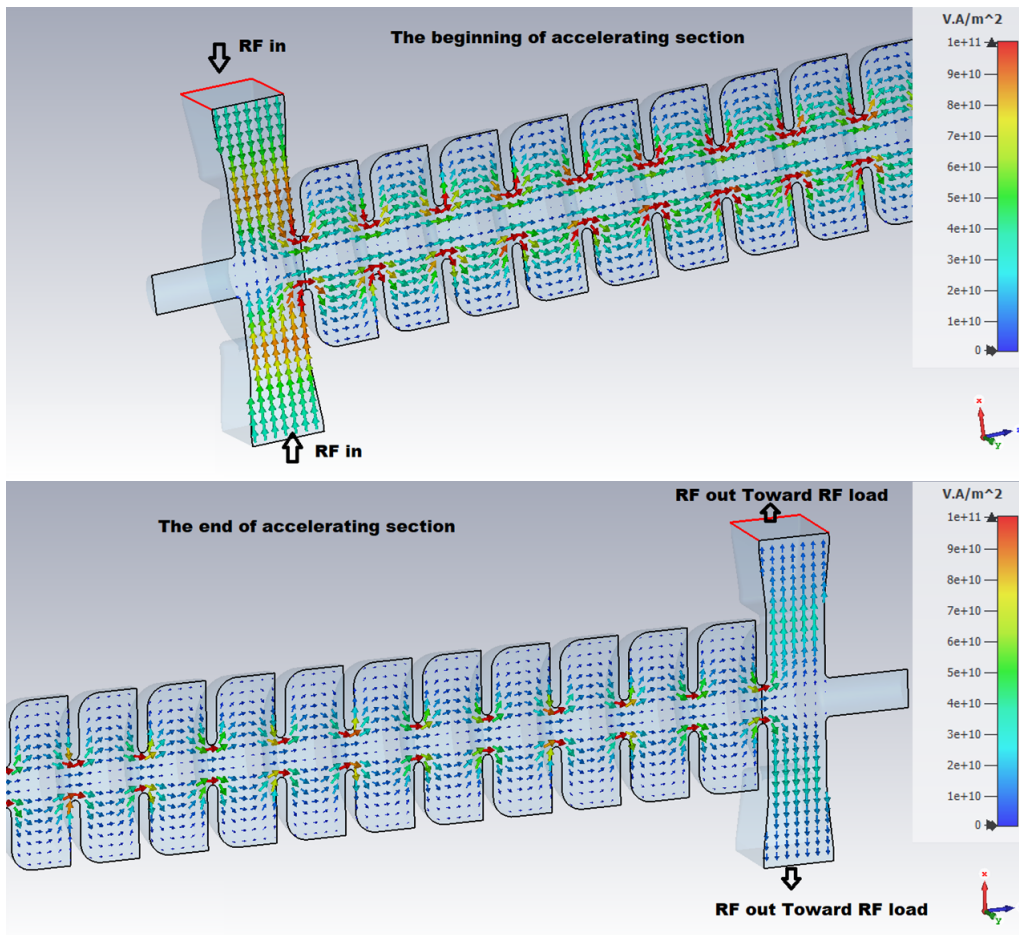 V.A/m^2
RF in
The beginning of accelerating section
1e+11
9e+10
8e+10
7e+10
6e+10
5e+10
4e+10
3e+10
2e+10
1e+10
0
x
y
RF in
RF out Toward RF load
V.A/m^2
The end of accelerating section
1e+11
9e+10
8e+10
7e+10
6e+10
5e+10
4e+10
3e+10
2e+10
1e+10
0
x
y
RF out Toward RF load